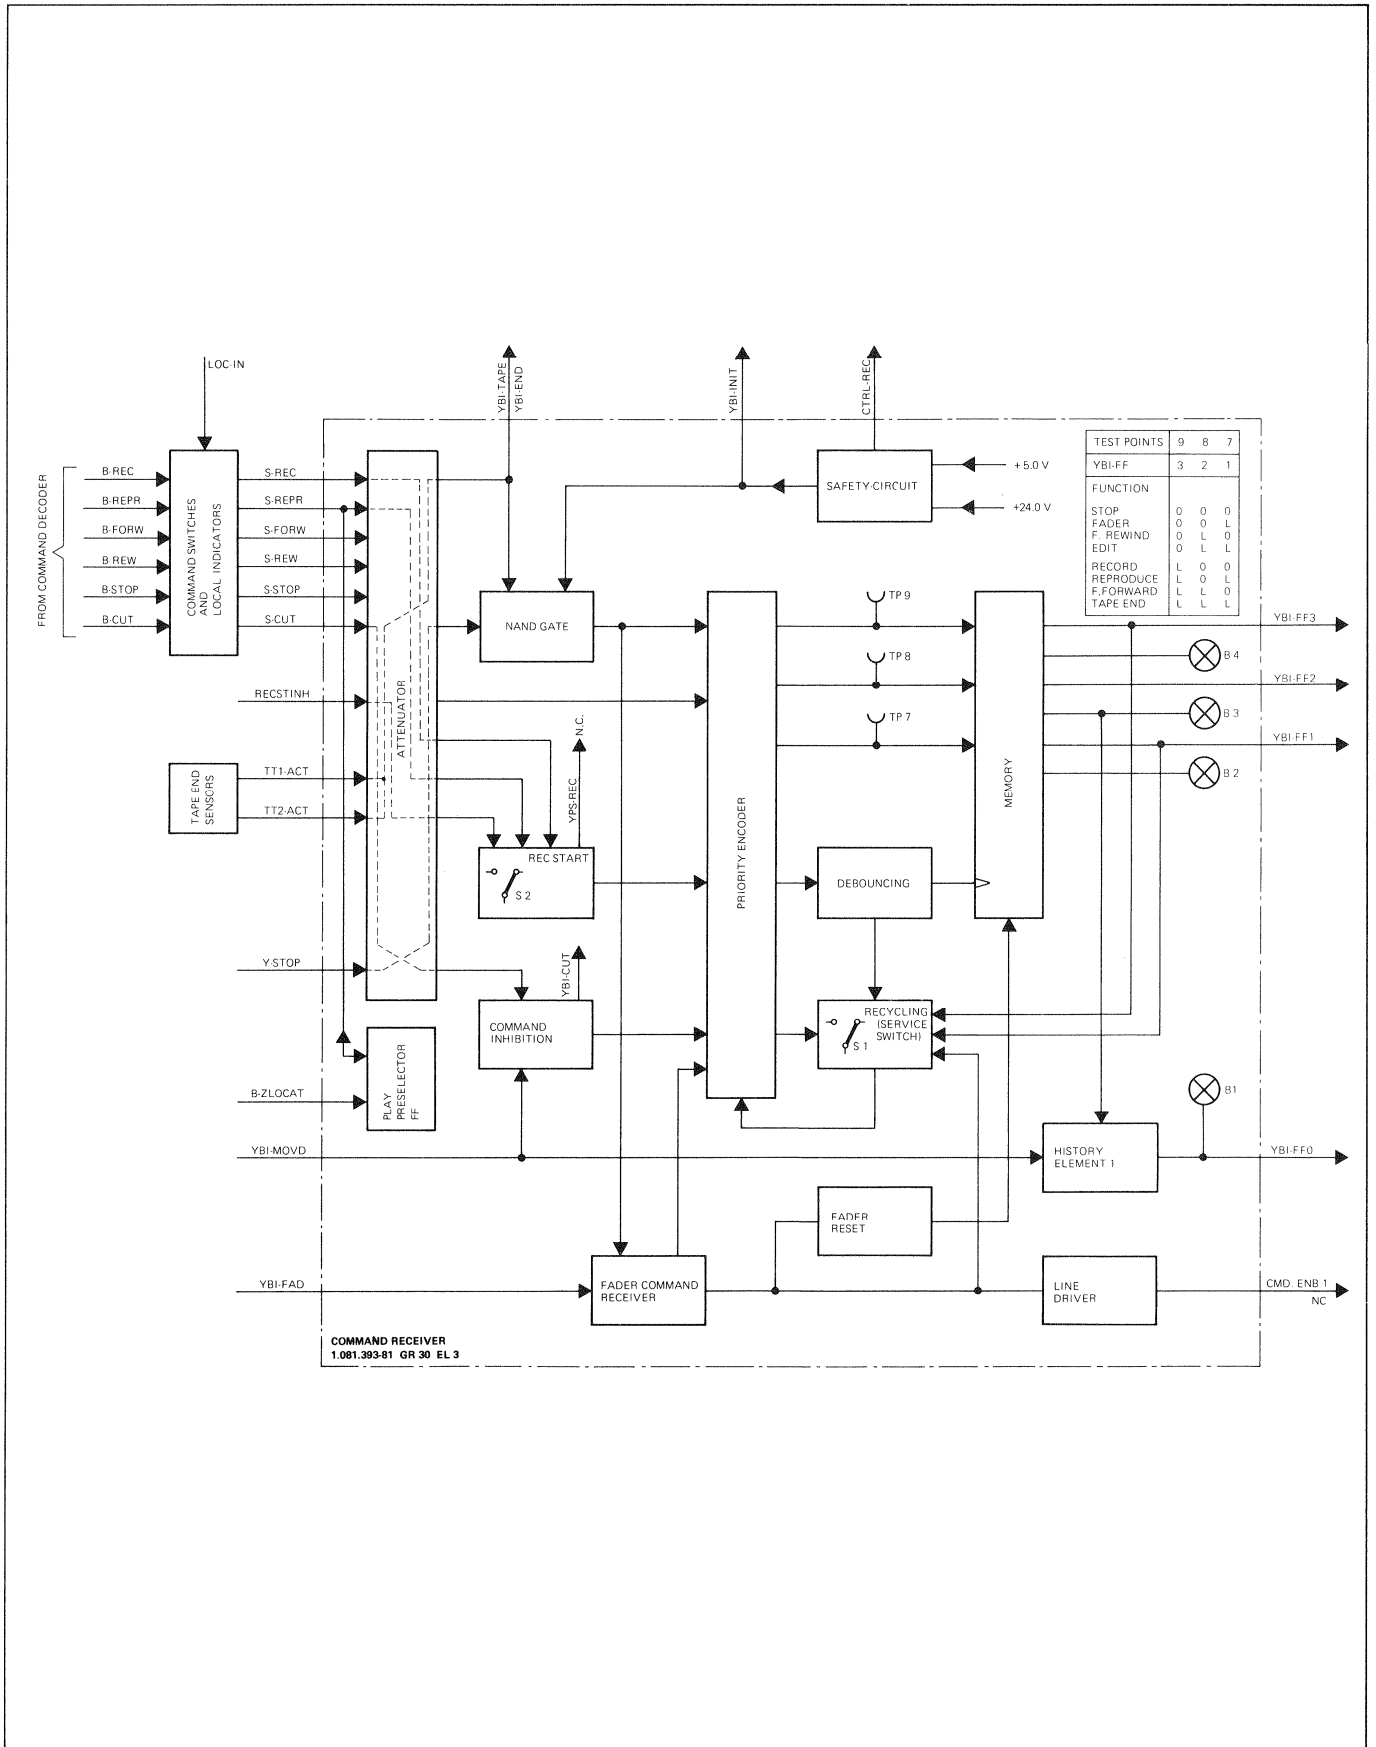 LOC-IN
YBI-TAPE
YBI-END
YBI-INIT
CTRL-REC
FROM COMMAND DECODER
B-REC
B-REPR
B-FORW
B REW
B-STOP
B-CUT
COMMAND SWITCHES
AND
LOCAL INDICATORS
S-REC
S-REPR
S-FORW
S-REW
S-STOP
S-CUT
RECSTINH
TAPE END
SENSORS
TT1-ACT
TT2-ACT
Y-STOP
ATTENUATOR
NAND GATE
SAFETY-CIRCUIT
+ 5.0 V
+24.0 V
TEST POINTS 9 8 7
YBI-FF 3 2 1
FUNCTION
STOP 0 0 0
FADER 0 0 L
F. REWIND 0 L 0
EDIT 0 L L
RECORD L 0 0
REPRODUCE L 0 L
F.FORWARD L L 0
TAPE END L L L
TP 9
TP 8
TP 7
YBI-FF3
B 4
YBI-FF2
B 3
YBI-FF1
B 2
N.C.
YPS-REC
REC START
S 2
PRIORITY ENCODER
MEMORY
DEBOUNCING
YBI-CUT
COMMAND
INHIBITION
RECYCLING
(SERVICE
SWITCH)
S 1
PLAY
PRESELECTOR
FF
B-ZLOCAT
YBI-MOVD
B1
HISTORY
ELEMENT 1
YBI-FF0
FADER
RESET
YBI-FAD
FADER COMMAND
RECEIVER
LINE
DRIVER
CMD. ENB 1
NC
COMMAND RECEIVER
1.081.393-81 GR 30 EL 3